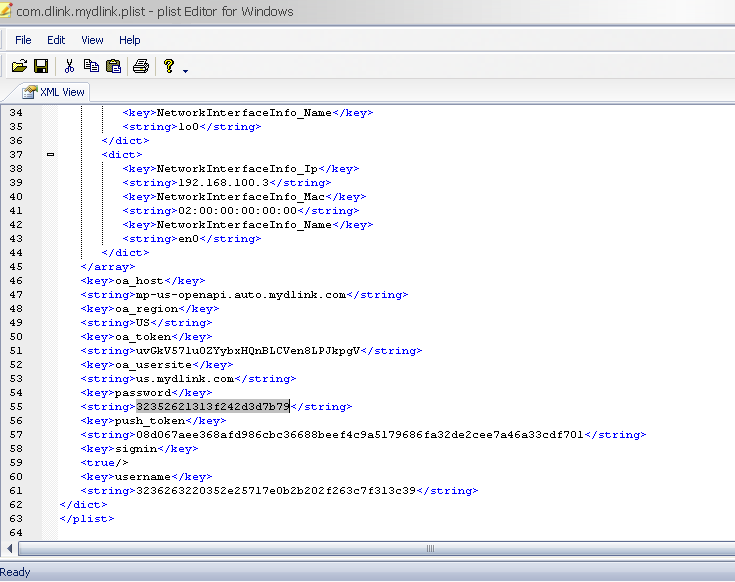 com.dlink.mydlink.plist - plist Editor for Windows
File Edit View Help
XML View
34 <key>NetworkInterfaceInfo_Name</key>
35 <string>lo0</string>
36 </dict>
37 <dict>
38 <key>NetworkInterfaceInfo_Ip</key>
39 <string>192.168.100.3</string>
40 <key>NetworkInterfaceInfo_Mac</key>
41 <string>02:00:00:00:00:00</string>
42 <key>NetworkInterfaceInfo_Name</key>
43 <string>en0</string>
44 </dict>
45 </array>
46 <key>oa_host</key>
47 <string>mp-us-openapi.auto.mydlink.com</string>
48 <key>oa_region</key>
49 <string>US</string>
50 <key>oa_token</key>
51 <string>uvGkV57lu0ZYybxHQnBLCVen8LPJkpgV</string>
52 <key>oa_usersite</key>
53 <string>us.mydlink.com</string>
54 <key>password</key>
55 <string>32352621313f242d3d7b79</string>
56 <key>push_token</key>
57 <string>08d067aee368afd986cbc36688beef4c9a5179686fa32de2cee7a46a33cdf701</string>
58 <key>signin</key>
59 <true/>
60 <key>username</key>
61 <string>3236263220352e25717e0b2b202f263c7f313c39</string>
62 </dict>
63 </plist>
64
Ready